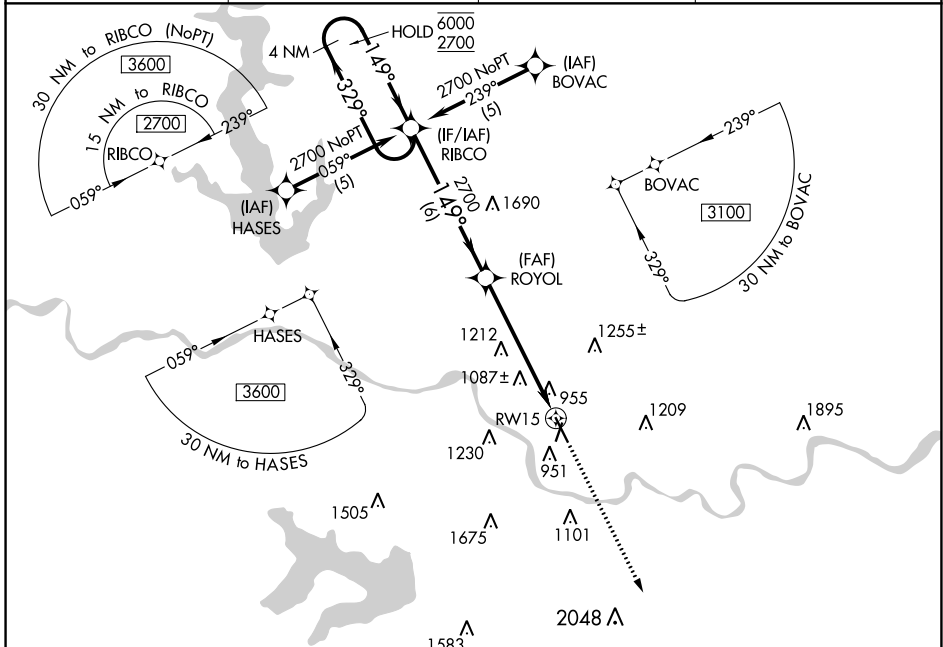 30 NM to RIBCO (NoPT)
3600
15 NM to RIBCO
2700
RIBCO
239°
059°
4 NM
HOLD
6000
2700
149°
329°
2700 NoPT
239°
(5)
(IAF)
BOVAC
(IF/IAF)
RIBCO
2700 NoPT
059°
(5)
(IAF)
HASES
2700
149°
(6)
1690
(FAF)
ROYOL
239°
BOVAC
3100
329°
30 NM to BOVAC
HASES
059°
329°
3600
30 NM to HASES
1212
1255±
1087±
955
RW15
1209
1895
1230
951
1505
1675
1101
2048
1583